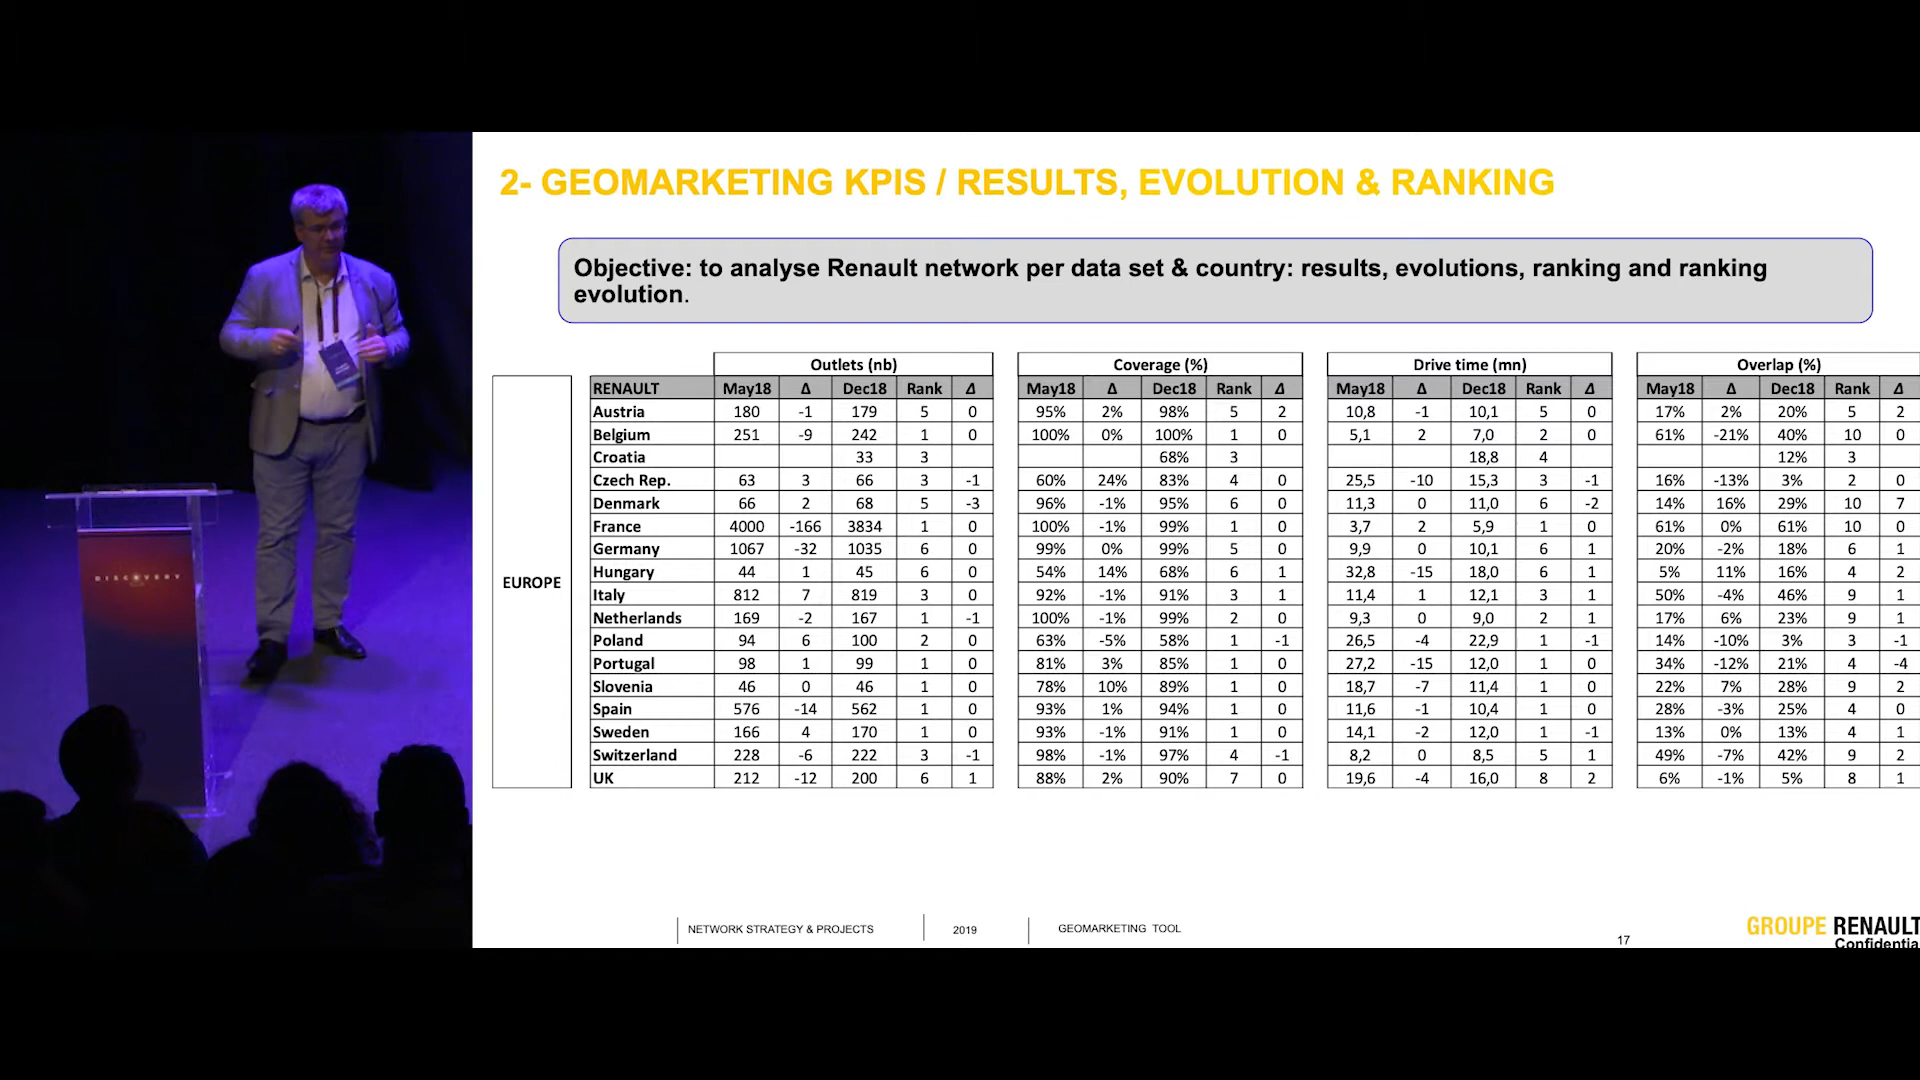 2- GEOMARKETING KPIS / RESULTS, EVOLUTION & RANKING
Objective: to analyse Renault network per data set & country: results, evolutions, ranking and ranking
evolution.
Outlets (nb) Coverage (%) Drive time (mn) Overlap (%)
RENAULT May18 Δ Dec18 Rank Δ May18 Δ Dec18 Rank Δ May18 Δ Dec18 Rank Δ May18 Δ Dec18 Rank Δ
Austria 180 -1 179 5 0 95% 2% 98% 5 2 10,8 -1 10,1 5 0 17% 2% 20% 5 2
Belgium 251 -9 242 1 0 100% 0% 100% 1 0 5,1 2 7,0 2 0 61% -21% 40% 10 0
Croatia 33 3 68% 3 18,8 4 12% 3
Czech Rep. 63 3 66 3 -1 60% 24% 83% 4 0 25,5 -10 15,3 3 -1 16% -13% 3% 2 0
Denmark 66 2 68 5 -3 96% -1% 95% 6 0 11,3 0 11,0 6 -2 14% 16% 29% 10 7
France 4000 -166 3834 1 0 100% -1% 99% 1 0 3,7 2 5,9 1 0 61% 0% 61% 10 0
Germany 1067 -32 1035 6 0 99% 0% 99% 5 0 9,9 0 10,1 6 1 20% -2% 18% 6 1
Hungary 44 1 45 6 0 54% 14% 68% 6 1 32,8 -15 18,0 6 1 5% 11% 16% 4 2
EUROPE
Italy 812 7 819 3 0 92% -1% 91% 3 1 11,4 1 12,1 3 1 50% -4% 46% 9 1
Netherlands 169 -2 167 1 -1 100% -1% 99% 2 0 9,3 0 9,0 2 1 17% 6% 23% 9 1
Poland 94 6 100 2 0 63% -5% 58% 1 -1 26,5 -4 22,9 1 -1 14% -10% 3% 3 -1
Portugal 98 1 99 1 0 81% 3% 85% 1 0 27,2 -15 12,0 1 0 34% -12% 21% 4 -4
Slovenia 46 0 46 1 0 78% 10% 89% 1 0 18,7 -7 11,4 1 0 22% 7% 28% 9 2
Spain 576 -14 562 1 0 93% 1% 94% 1 0 11,6 -1 10,4 1 0 28% -3% 25% 4 0
Sweden 166 4 170 1 0 93% -1% 91% 1 0 14,1 -2 12,0 1 -1 13% 0% 13% 4 1
Switzerland 228 -6 222 3 -1 98% -1% 97% 4 -1 8,2 0 8,5 5 1 49% -7% 42% 9 2
UK 212 -12 200 6 1 88% 2% 90% 7 0 19,6 -4 16,0 8 2 6% -1% 5% 8 1
NETWORK STRATEGY & PROJECTS 2019 GEOMARKETING TOOL
17
GROUPE RENAULT
Confidentia
DISCOVERY